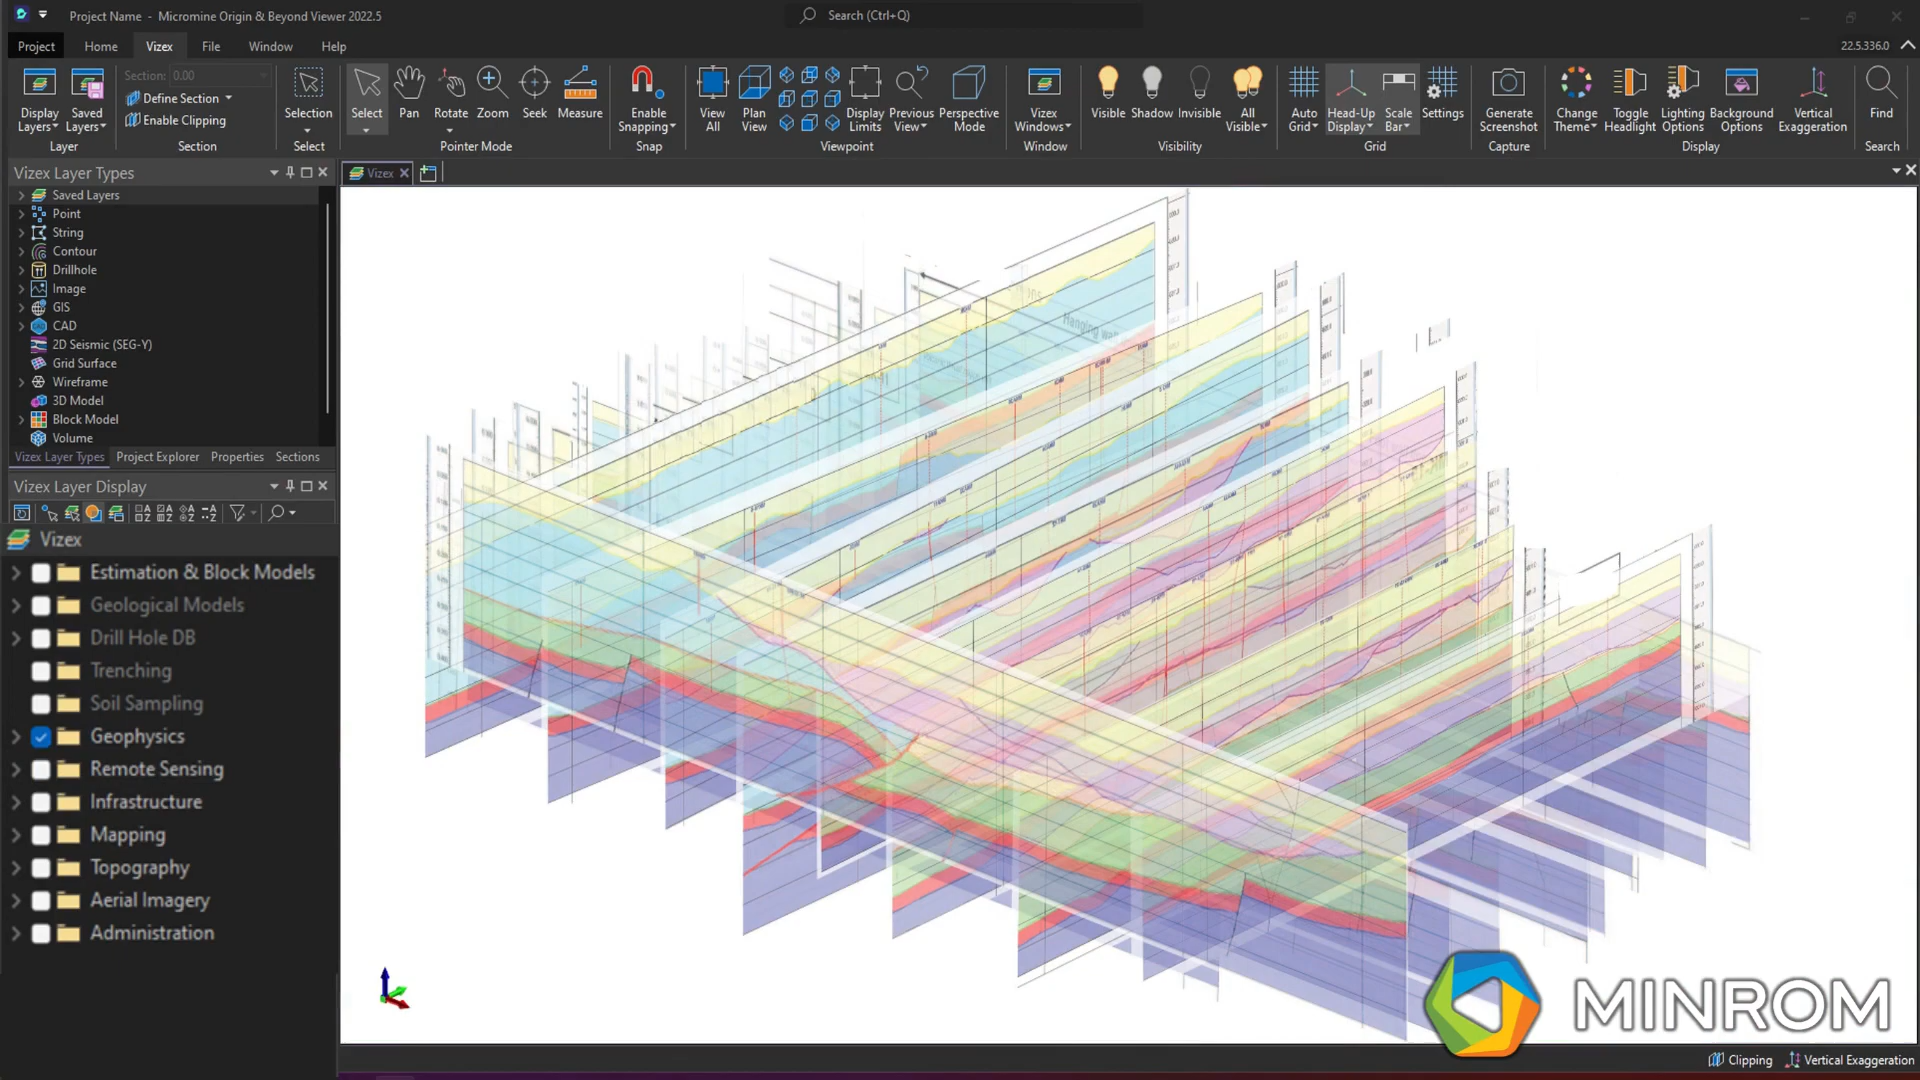 Project Name - Micromine Origin & Beyond Viewer 2022.5
Search (Ctrl+Q)
Project Home Vizex File Window Help
22.5.336.0
Display Layers
Saved Layers
Layer
Section: 0.00
Define Section
Enable Clipping
Section
Selection
Select
Select
Pan
Rotate
Zoom
Seek
Measure
Pointer Mode
Enable Snapping
Snap
View All
Plan View
Display Limits
Previous View
Perspective Mode
Viewpoint
Vizex Windows
Window
Visible
Shadow
Invisible
All Visible
Visibility
Auto Grid
Head-Up Display
Scale Bar
Settings
Grid
Generate Screenshot
Capture
Change Theme
Toggle Headlight
Lighting Options
Background Options
Vertical Exaggeration
Display
Find
Search
Vizex Layer Types
Saved Layers
Point
String
Contour
Drillhole
Image
GIS
CAD
2D Seismic (SEG-Y)
Grid Surface
Wireframe
3D Model
Block Model
Volume
Vizex Layer Types Project Explorer Properties Sections
Vizex Layer Display
Vizex
Estimation & Block Models
Geological Models
Drill Hole DB
Trenching
Soil Sampling
Geophysics
Remote Sensing
Infrastructure
Mapping
Topography
Aerial Imagery
Administration
Vizex
Hanging wall
MINROM
Clipping Vertical Exaggeration